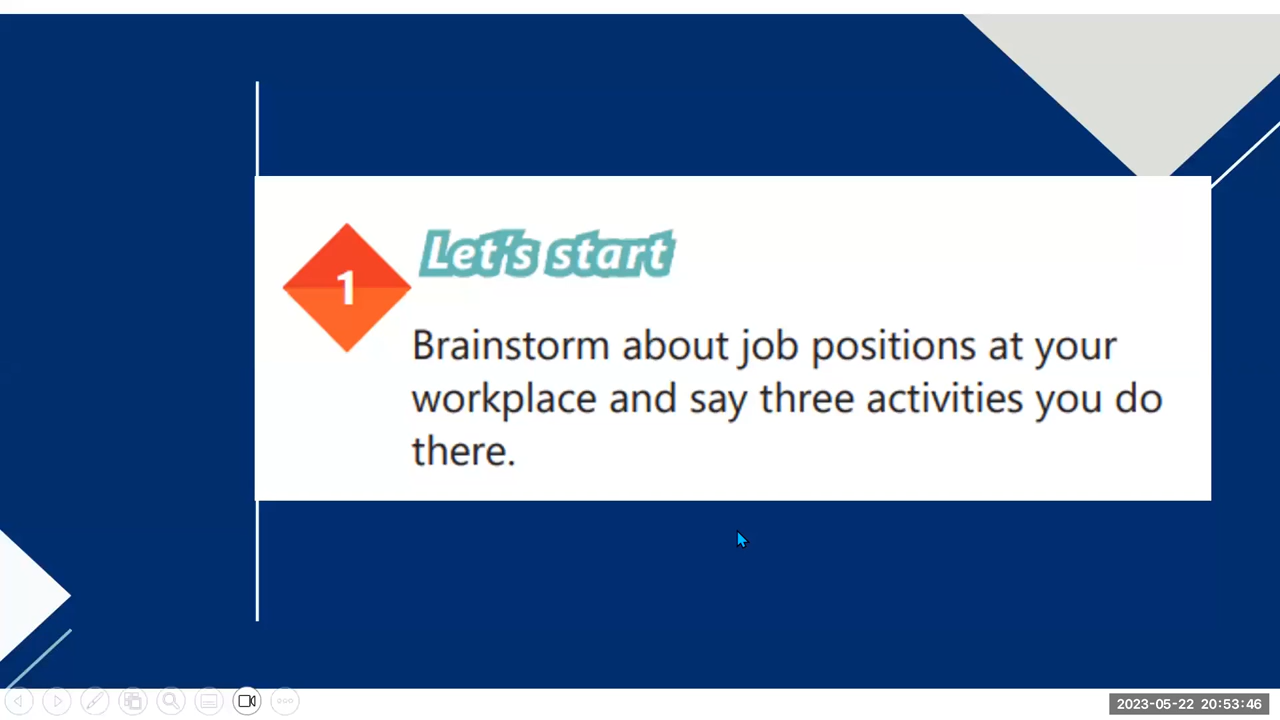 Let's start
1
Brainstorm about job positions at your
workplace and say three activities you do
there.
2023-05-22 20:53:46